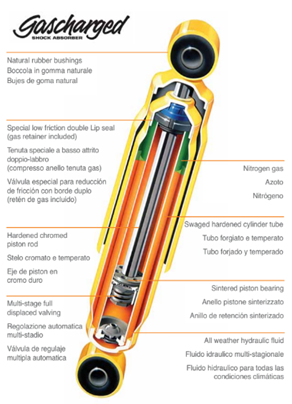 Gascharged
SHOCK ABSORBER
Natural rubber bushings
Boccola in gomma naturale
Bujes de goma natural
Special low friction double Lip seal
(gas retainer included)
Tenuta speciale a basso attrito
doppio-labbro
(compresso anello tenuta gas)
Válvula especial para reducción
de fricción con borde duplo
(retén de gas incluido)
Nitrogen gas
Azoto
Nitrógeno
Swaged hardened cylinder tube
Tubo forgiato e temperato
Tubo forjado y temperado
Hardened chromed
piston rod
Stelo cromato e temperato
Eje de piston en
cromo duro
Sintered piston bearing
Anello pistone sinterizzato
Anillo de retención sinterizado
Multi-stage full
displaced valving
Regolazione automatica
multi-stadio
Válvula de regulaje
multipia automatica
All weather hydraulic fluid
Fluido idraulico multi-stagionale
Fluido hidraulico para todas las
condiciones climáticas